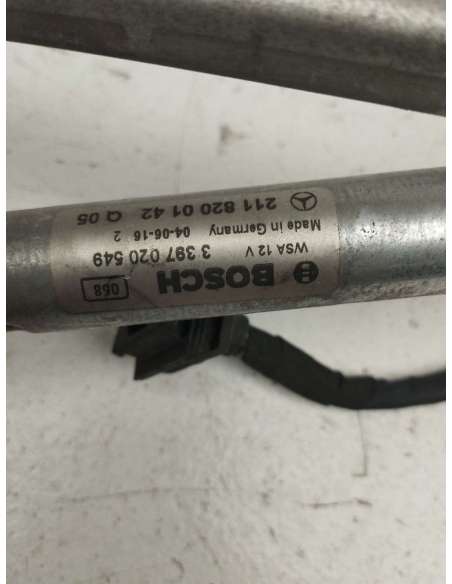 BOSCH 068
WSA 12 V 3 397 020 549
Made in Germany 04-06-16 2
211 820 01 42 Q 05